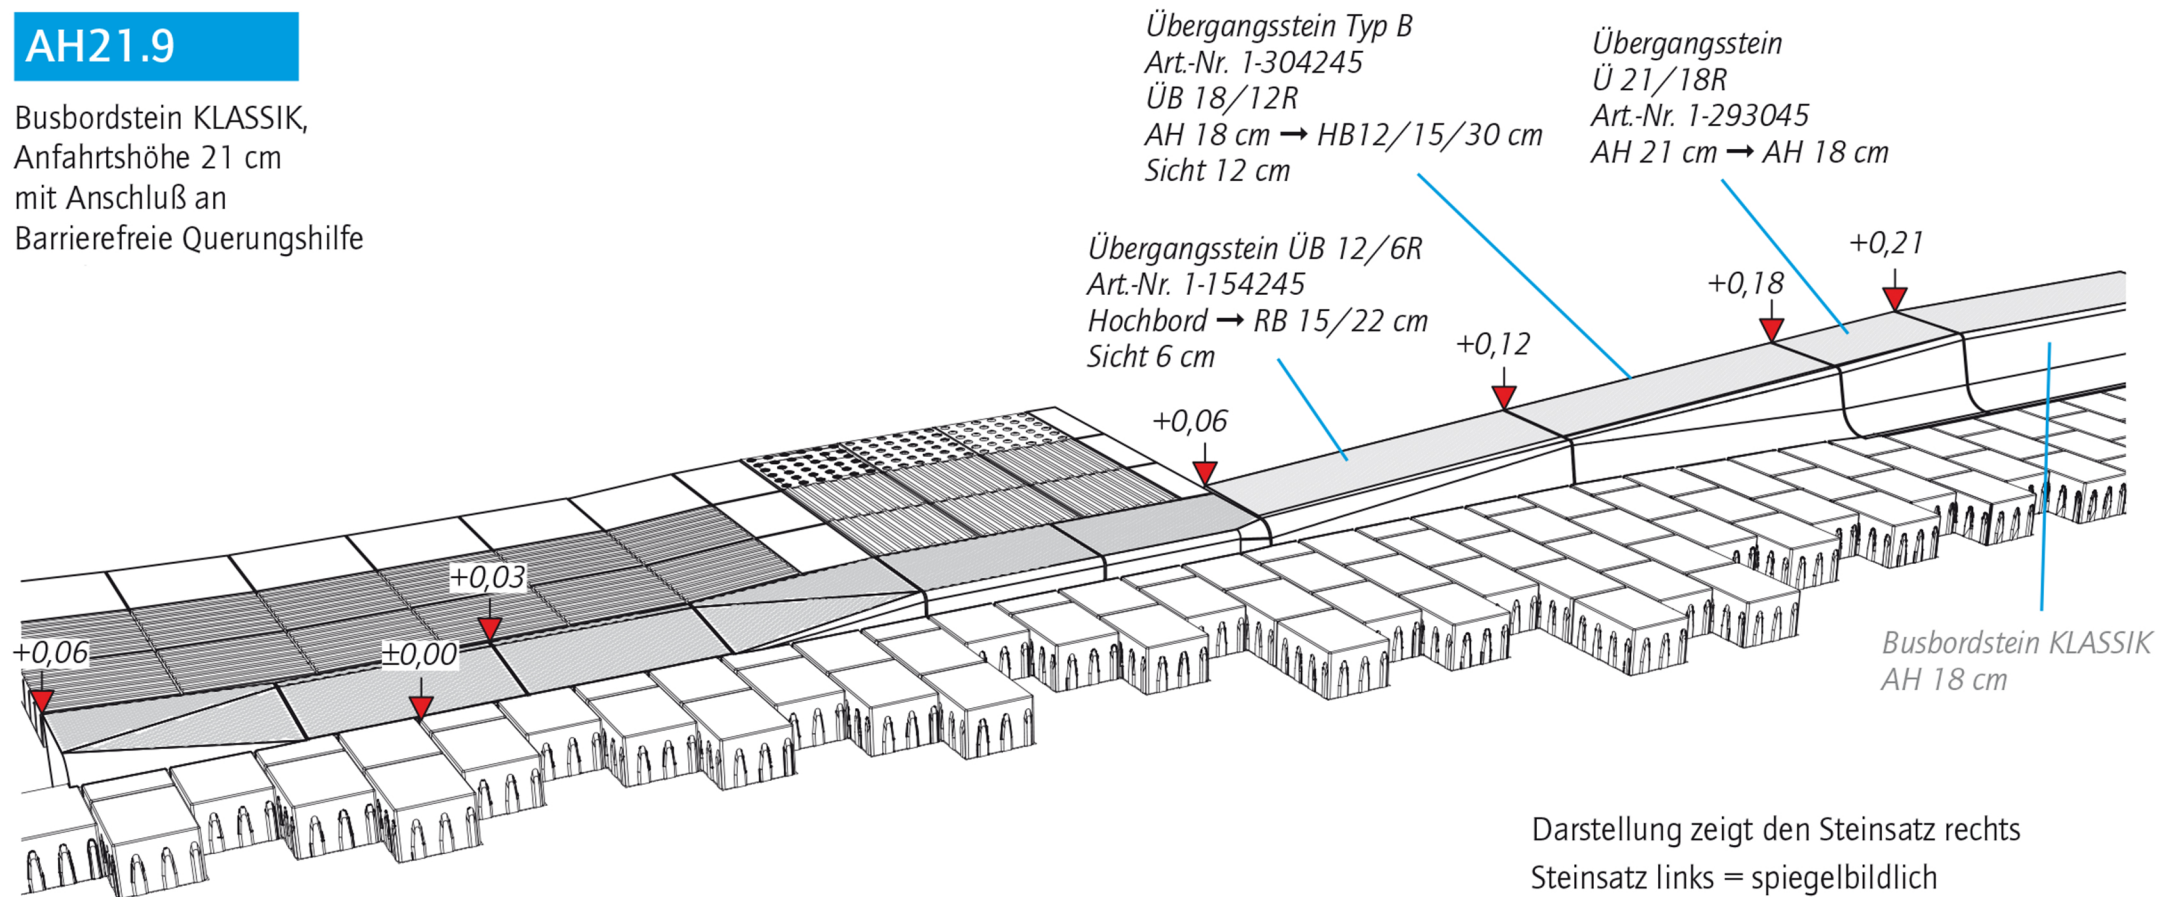 AH21.9
Busbordstein KLASSIK,
Anfahrtshöhe 21 cm
mit Anschluß an
Barrierefreie Querungshilfe
Übergangsstein Typ B
Art.-Nr. 1-304245
ÜB 18/12R
AH 18 cm → HB12/15/30 cm
Sicht 12 cm
Übergangsstein
Ü 21/18R
Art.-Nr. 1-293045
AH 21 cm → AH 18 cm
Übergangsstein ÜB 12/6R
Art.-Nr. 1-154245
Hochbord → RB 15/22 cm
Sicht 6 cm
+0,21
+0,18
+0,12
+0,06
+0,03
±0,00
+0,06
Busbordstein KLASSIK
AH 18 cm
Darstellung zeigt den Steinsatz rechts
Steinsatz links = spiegelbildlich